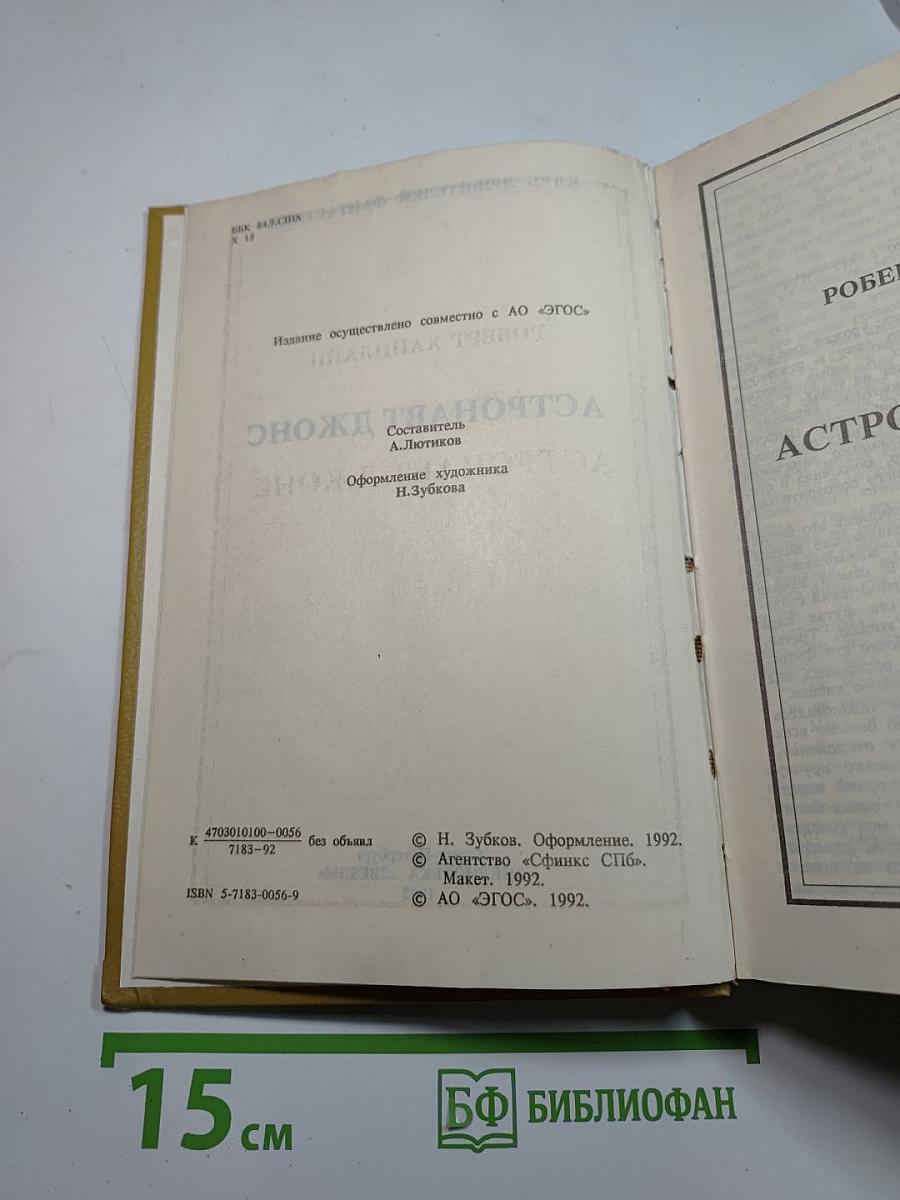 ББК 84.7.США
Х 15
Издание осуществлено совместно с АО «ЭГОС»
Составитель
А.Лютиков
Оформление художника
Н.Зубкова
К 4703010100—0056 без объявл
7183—92
ISBN 5-7183-0056-9
© Н. Зубков. Оформление. 1992.
© Агентство «Сфинкс СПб».
Макет. 1992.
© АО «ЭГОС». 1992.
РОБЕ
АСТРО
15 см
БФ БИБЛИОФАН